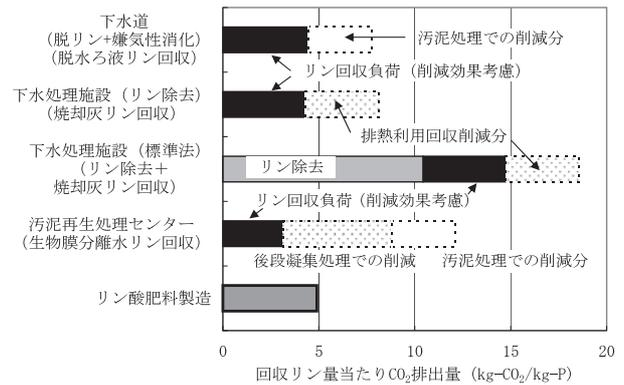 下水道
(脱リン+嫌気性消化)
(脱水ろ液リン回収)
汚泥処理での削減分
リン回収負荷 (削減効果考慮)
下水処理施設 (リン除去)
(焼却灰リン回収)
排熱利用回収削減分
下水処理施設 (標準法)
(リン除去＋
焼却灰リン回収)
リン除去
リン回収負荷 (削減効果考慮)
汚泥再生処理センター
(生物膜分離水リン回収)
後段凝集処理での削減
汚泥処理での削減分
リン酸肥料製造
0 5 10 15 20
回収リン量当たりCO₂排出量 (kg-CO₂/kg-P)